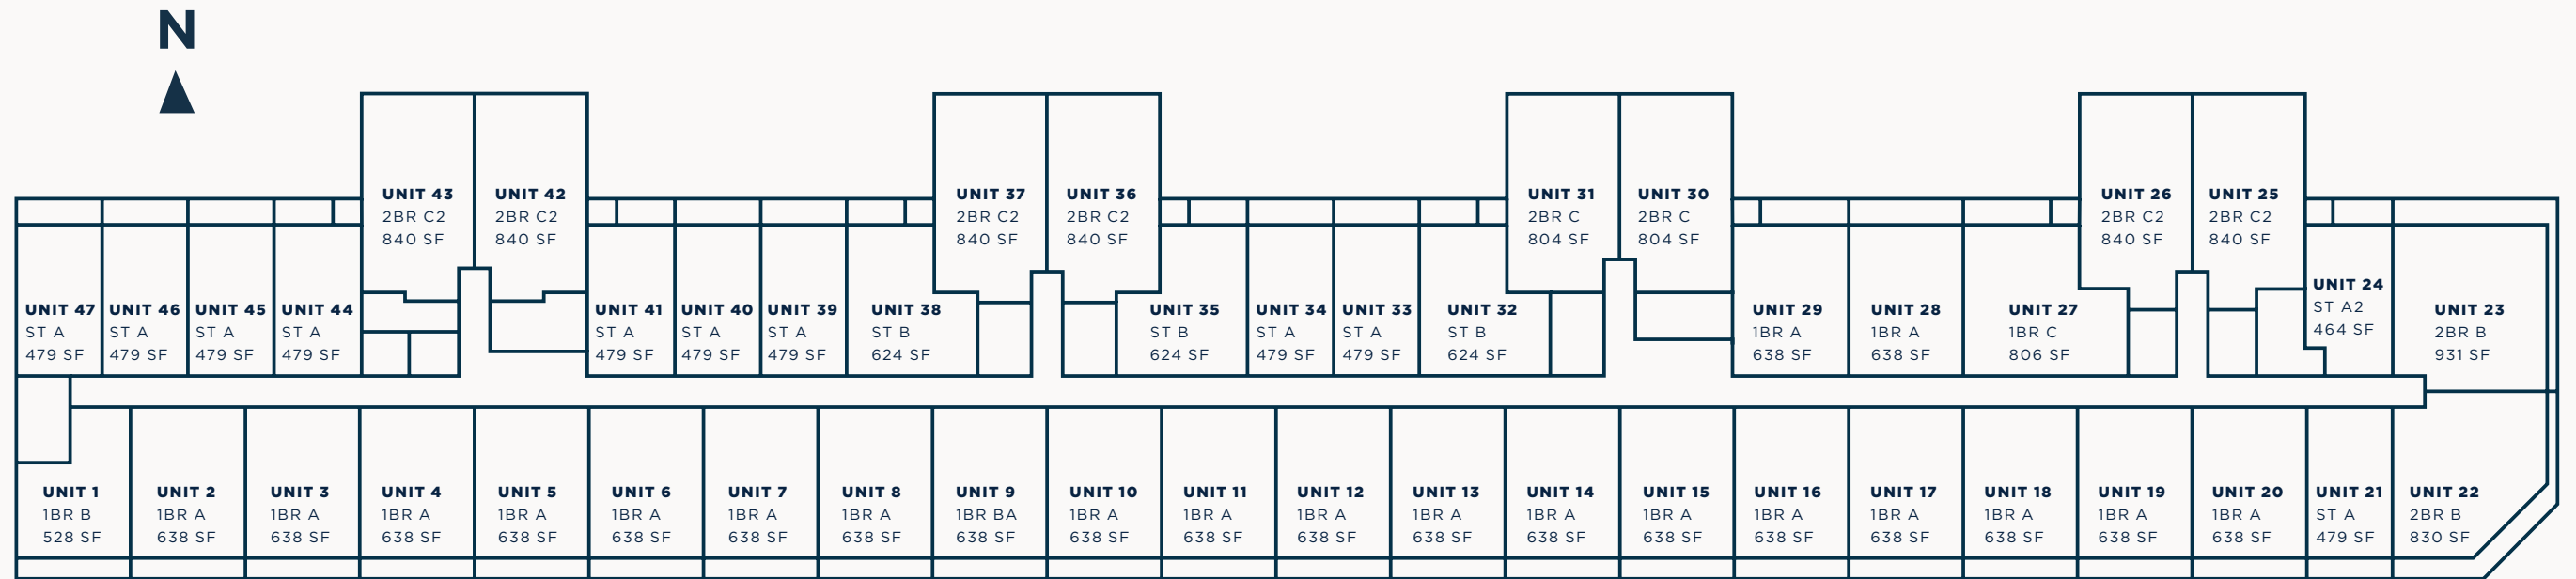 N
UNIT 43
2BR C2
840 SF
UNIT 42
2BR C2
840 SF
UNIT 37
2BR C2
840 SF
UNIT 36
2BR C2
840 SF
UNIT 31
2BR C
804 SF
UNIT 30
2BR C
804 SF
UNIT 26
2BR C2
840 SF
UNIT 25
2BR C2
840 SF
UNIT 47
ST A
479 SF
UNIT 46
ST A
479 SF
UNIT 45
ST A
479 SF
UNIT 44
ST A
479 SF
UNIT 41
ST A
479 SF
UNIT 40
ST A
479 SF
UNIT 39
ST A
479 SF
UNIT 38
ST B
624 SF
UNIT 35
ST B
624 SF
UNIT 34
ST A
479 SF
UNIT 33
ST A
479 SF
UNIT 32
ST B
624 SF
UNIT 29
1BR A
638 SF
UNIT 28
1BR A
638 SF
UNIT 27
1BR C
806 SF
UNIT 24
ST A2
464 SF
UNIT 23
2BR B
931 SF
UNIT 1
1BR B
528 SF
UNIT 2
1BR A
638 SF
UNIT 3
1BR A
638 SF
UNIT 4
1BR A
638 SF
UNIT 5
1BR A
638 SF
UNIT 6
1BR A
638 SF
UNIT 7
1BR A
638 SF
UNIT 8
1BR A
638 SF
UNIT 9
1BR BA
638 SF
UNIT 10
1BR A
638 SF
UNIT 11
1BR A
638 SF
UNIT 12
1BR A
638 SF
UNIT 13
1BR A
638 SF
UNIT 14
1BR A
638 SF
UNIT 15
1BR A
638 SF
UNIT 16
1BR A
638 SF
UNIT 17
1BR A
638 SF
UNIT 18
1BR A
638 SF
UNIT 19
1BR A
638 SF
UNIT 20
1BR A
638 SF
UNIT 21
ST A
479 SF
UNIT 22
2BR B
830 SF